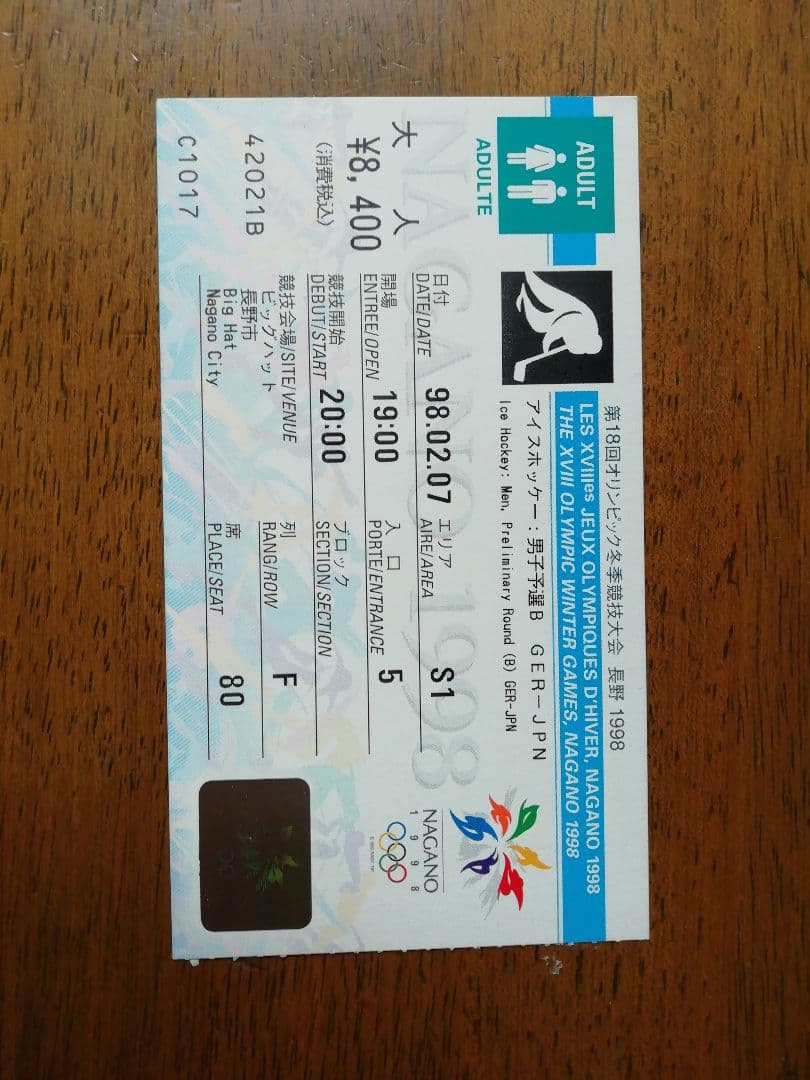 ADULT
ADULTE
大 人
¥8,400
(消費税込)
42021B
C1017
第18回オリンピック冬季競技大会 長野 1998
LES XVIIIes JEUX OLYMPIQUES D'HIVER, NAGANO 1998
THE XVIII OLYMPIC WINTER GAMES, NAGANO 1998
アイスホッケー:男子予選B GER-JPN
Ice Hockey: Men, Preliminary Round (B) GER-JPN
NAGANO 1998
日付
DATE/DATE 98.02.07
エリア
AIRE/AREA S1
開場
ENTREE/OPEN 19:00
入 口
PORTE/ENTRANCE 5
競技開始
DEBUT/START 20:00
ブロック
SECTION/SECTION
競技会場/SITE/VENUE
ビッグハット
長野市
Big Hat
Nagano City
列
RANG/ROW F
席
PLACE/SEAT 80
NAGANO
1998